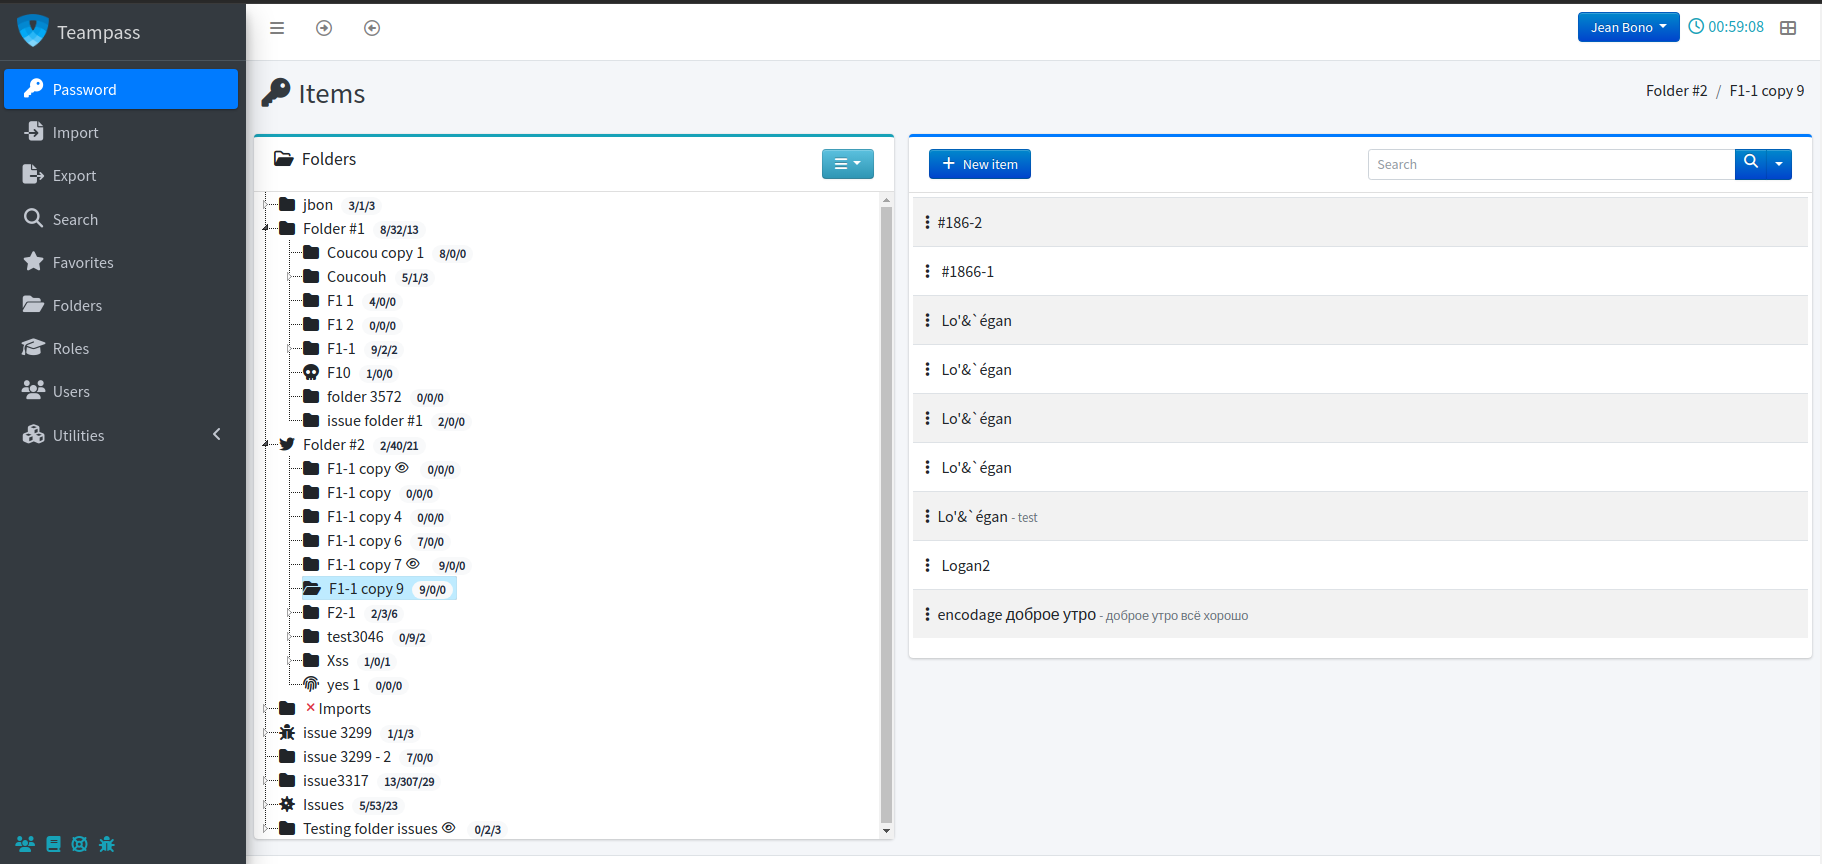 Teampass
Password
Import
Export
Search
Favorites
Folders
Roles
Users
Utilities
Jean Bono
00:59:08
Items
Folder #2 / F1-1 copy 9
Folders
jbon 3/1/3
Folder #1 8/32/13
Coucou copy 1 8/0/0
Coucouh 5/1/3
F1 1 4/0/0
F1 2 0/0/0
F1-1 9/2/2
F10 1/0/0
folder 3572 0/0/0
issue folder #1 2/0/0
Folder #2 2/40/21
F1-1 copy 0/0/0
F1-1 copy 0/0/0
F1-1 copy 4 0/0/0
F1-1 copy 6 7/0/0
F1-1 copy 7 9/0/0
F1-1 copy 9 9/0/0
F2-1 2/3/6
test3046 0/9/2
Xss 1/0/1
yes 1 0/0/0
Imports
issue 3299 1/1/3
issue 3299 - 2 7/0/0
issue3317 13/307/29
Issues 5/53/23
Testing folder issues 0/2/3
New item
Search
#186-2
#1866-1
Lo'&`égan
Lo'&`égan
Lo'&`égan
Lo'&`égan
Lo'&`égan - test
Logan2
encodage доброе утро - доброе утро всё хорошо